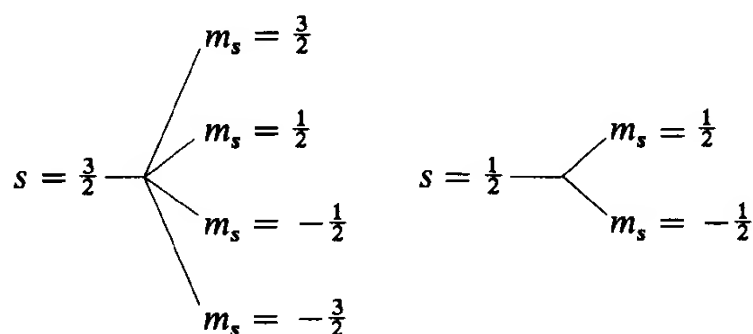 m_s = 3/2
m_s = 1/2
s = 3/2
m_s = -1/2
m_s = -3/2
m_s = 1/2
s = 1/2
m_s = -1/2